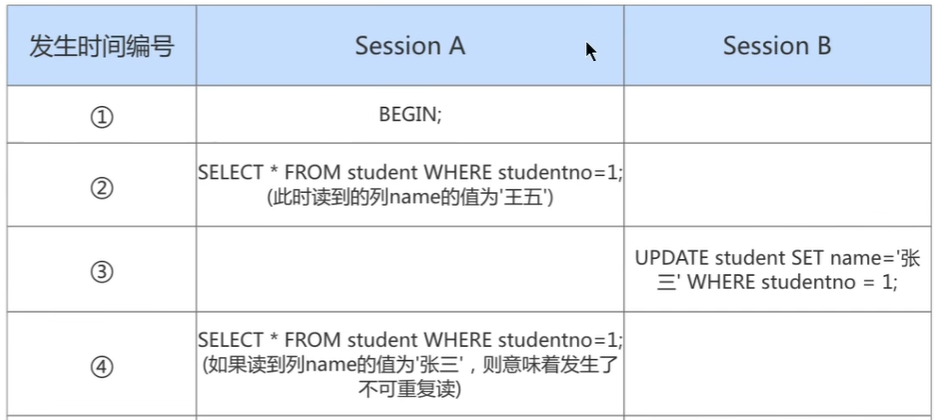 发生时间编号 Session A Session B
① BEGIN;
② SELECT * FROM student WHERE studentno=1;
(此时读到的列name的值为'王五')
③ UPDATE student SET name='张
三' WHERE studentno = 1;
④ SELECT * FROM student WHERE studentno=1;
(如果读到列name的值为'张三'，则意味着发生了
不可重复读)